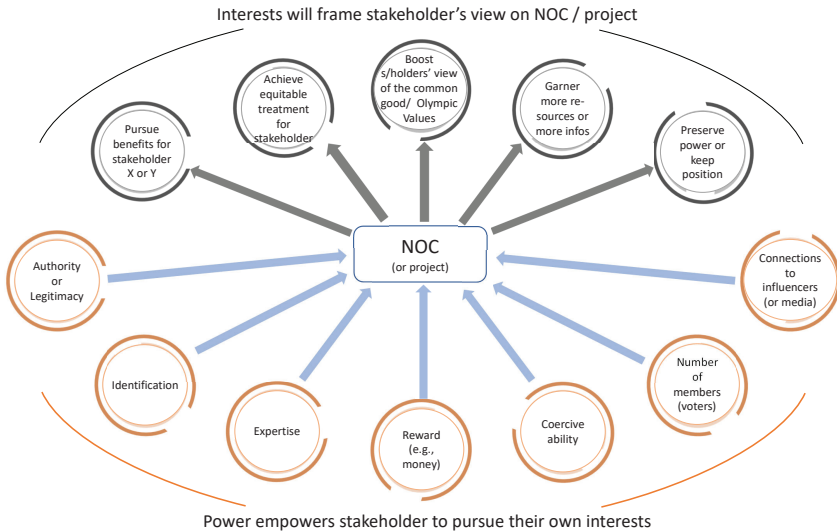 Interests will frame stakeholder's view on NOC / project
Boost
s/holders' view
of the common
good/ Olympic
Values
Achieve
equitable
treatment
for
stakeholder
Garner
more re-
sources or
more infos
Pursue
benefits for
stakeholder
X or Y
Preserve
power or
keep
position
NOC
(or project)
Authority
or
Legitimacy
Connections
to
influencers
(or media)
Identification
Number
of
members
(voters)
Expertise
Reward
(e.g.,
money)
Coercive
ability
Power empowers stakeholder to pursue their own interests